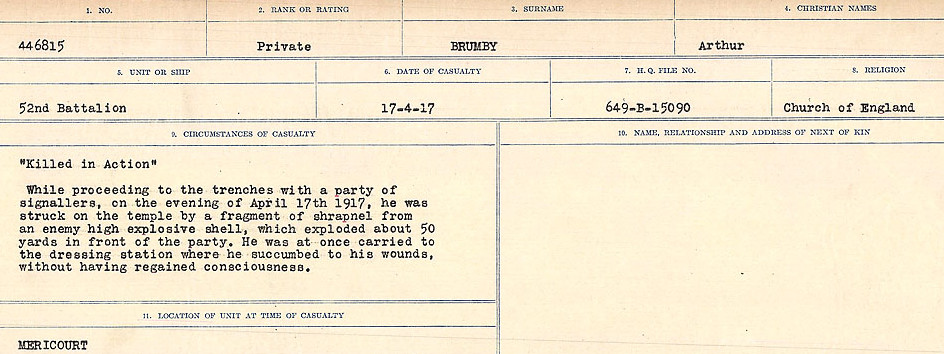 1. NO.
2. RANK OR RATING
3. SURNAME
4. CHRISTIAN NAMES
446815
Private
BRUMBY
Arthur
5. UNIT OR SHIP
6. DATE OF CASUALTY
7. H. Q. FILE NO.
8. RELIGION
52nd Battalion
17-4-17
649-B-15090
Church of England
9. CIRCUMSTANCES OF CASUALTY
10. NAME, RELATIONSHIP AND ADDRESS OF NEXT OF KIN
"Killed in Action"
While proceeding to the trenches with a party of
signallers, on the evening of April 17th 1917, he was
struck on the temple by a fragment of shrapnel from
an enemy high explosive shell, which exploded about 50
yards in front of the party. He was at once carried to
the dressing station where he succumbed to his wounds,
without having regained consciousness.
11. LOCATION OF UNIT AT TIME OF CASUALTY
MERICOURT